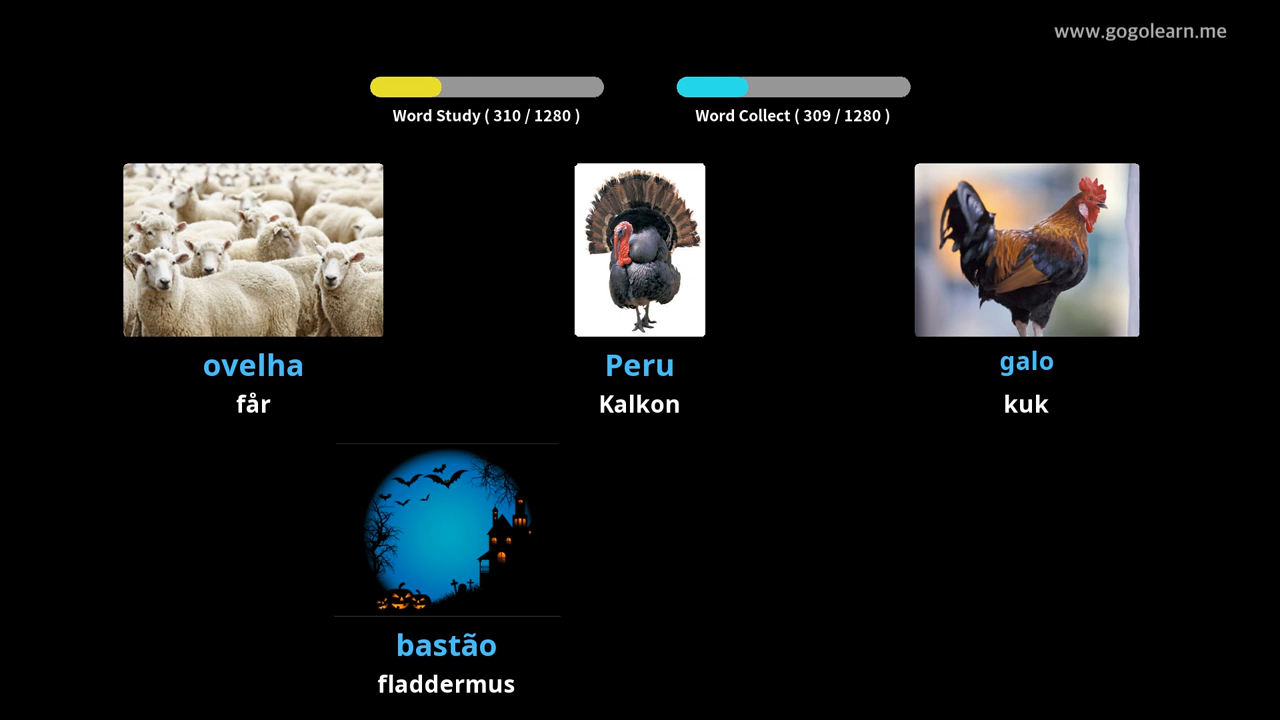 www.gogolearn.me
Word Study ( 310 / 1280 )
Word Collect ( 309 / 1280 )
ovelha
får
Peru
Kalkon
galo
kuk
bastão
fladdermus